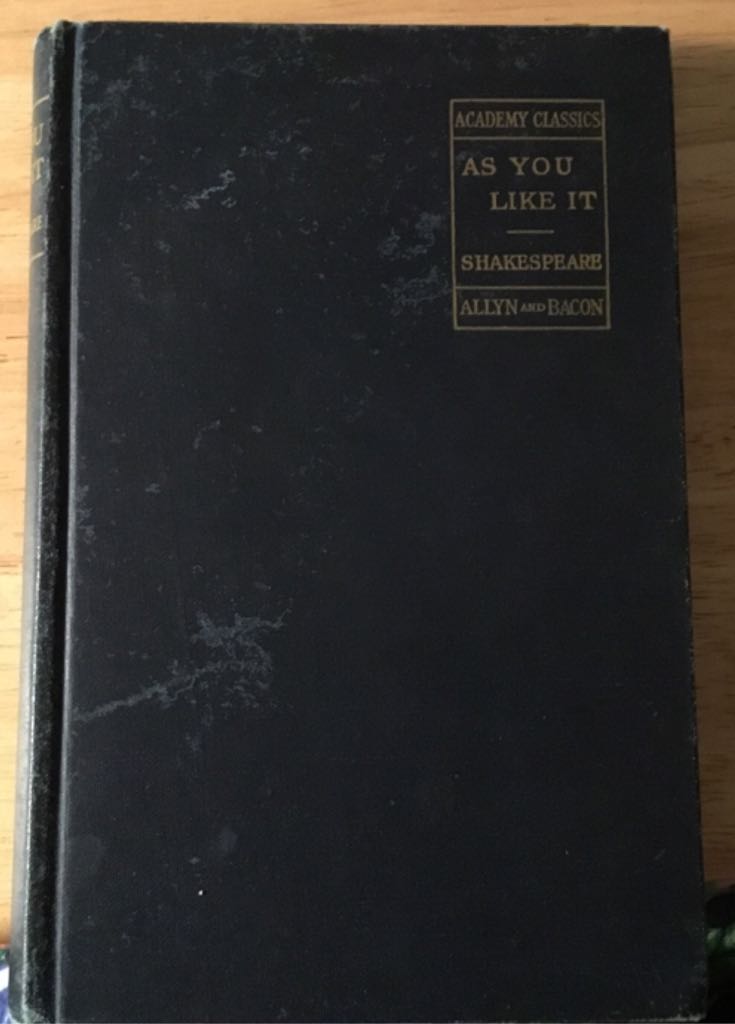 ACADEMY CLASSICS
AS YOU
LIKE IT
SHAKESPEARE
ALLYN AND BACON